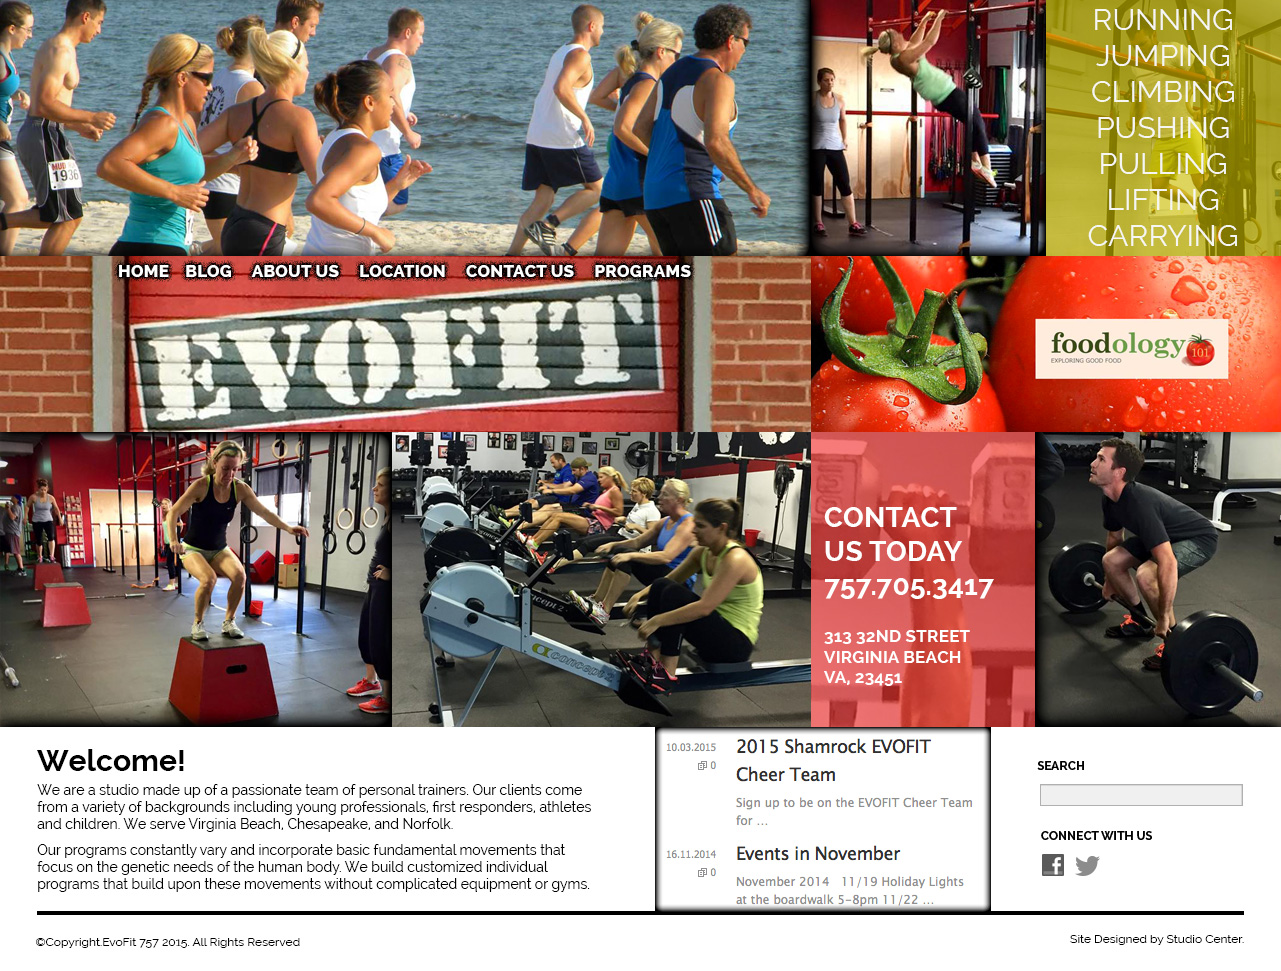 RUNNING
JUMPING
CLIMBING
PUSHING
PULLING
LIFTING
CARRYING
1936
HOME BLOG ABOUT US LOCATION CONTACT US PROGRAMS
EVOFIT
foodology 101
EXPLORING GOOD FOOD
concept 2
CONTACT
US TODAY
757.705.3417
313 32ND STREET
VIRGINIA BEACH
VA, 23451
Welcome!
We are a studio made up of a passionate team of personal trainers. Our clients come
from a variety of backgrounds including young professionals, first responders, athletes
and children. We serve Virginia Beach, Chesapeake, and Norfolk.
Our programs constantly vary and incorporate basic fundamental movements that
focus on the genetic needs of the human body. We build customized individual
programs that build upon these movements without complicated equipment or gyms.
10.03.2015
0
2015 Shamrock EVOFIT
Cheer Team
Sign up to be on the EVOFIT Cheer Team
for ...
16.11.2014
0
Events in November
November 2014 11/19 Holiday Lights
at the boardwalk 5-8pm 11/22 ...
SEARCH
CONNECT WITH US
©Copyright.EvoFit 757 2015. All Rights Reserved
Site Designed by Studio Center.